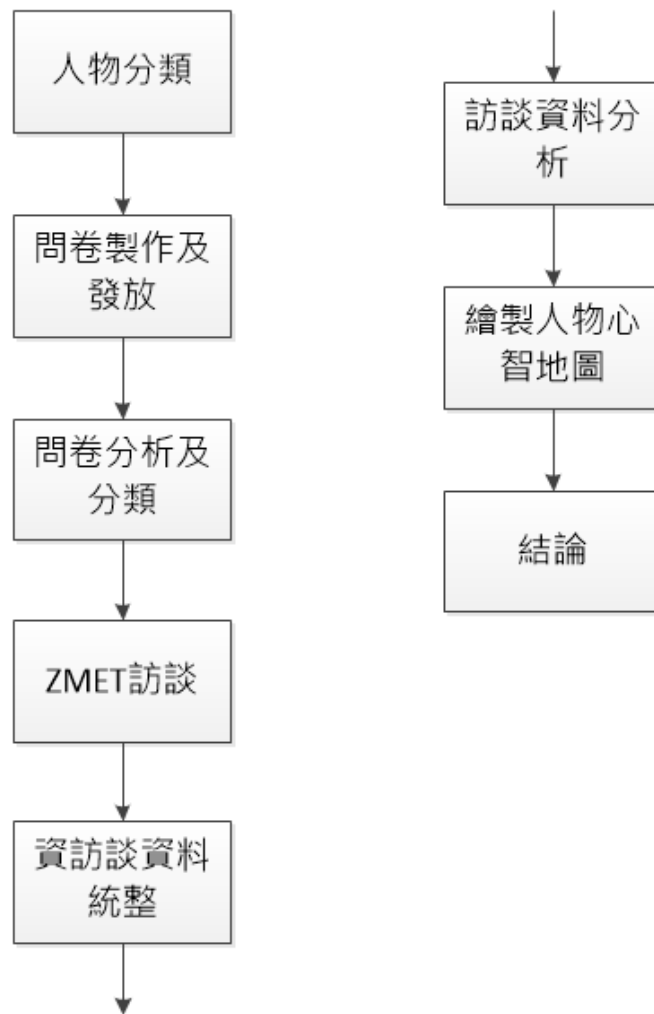 人物分類
問卷製作及
發放
問卷分析及
分類
ZMET訪談
資訪談資料
統整
訪談資料分
析
繪製人物心
智地圖
結論